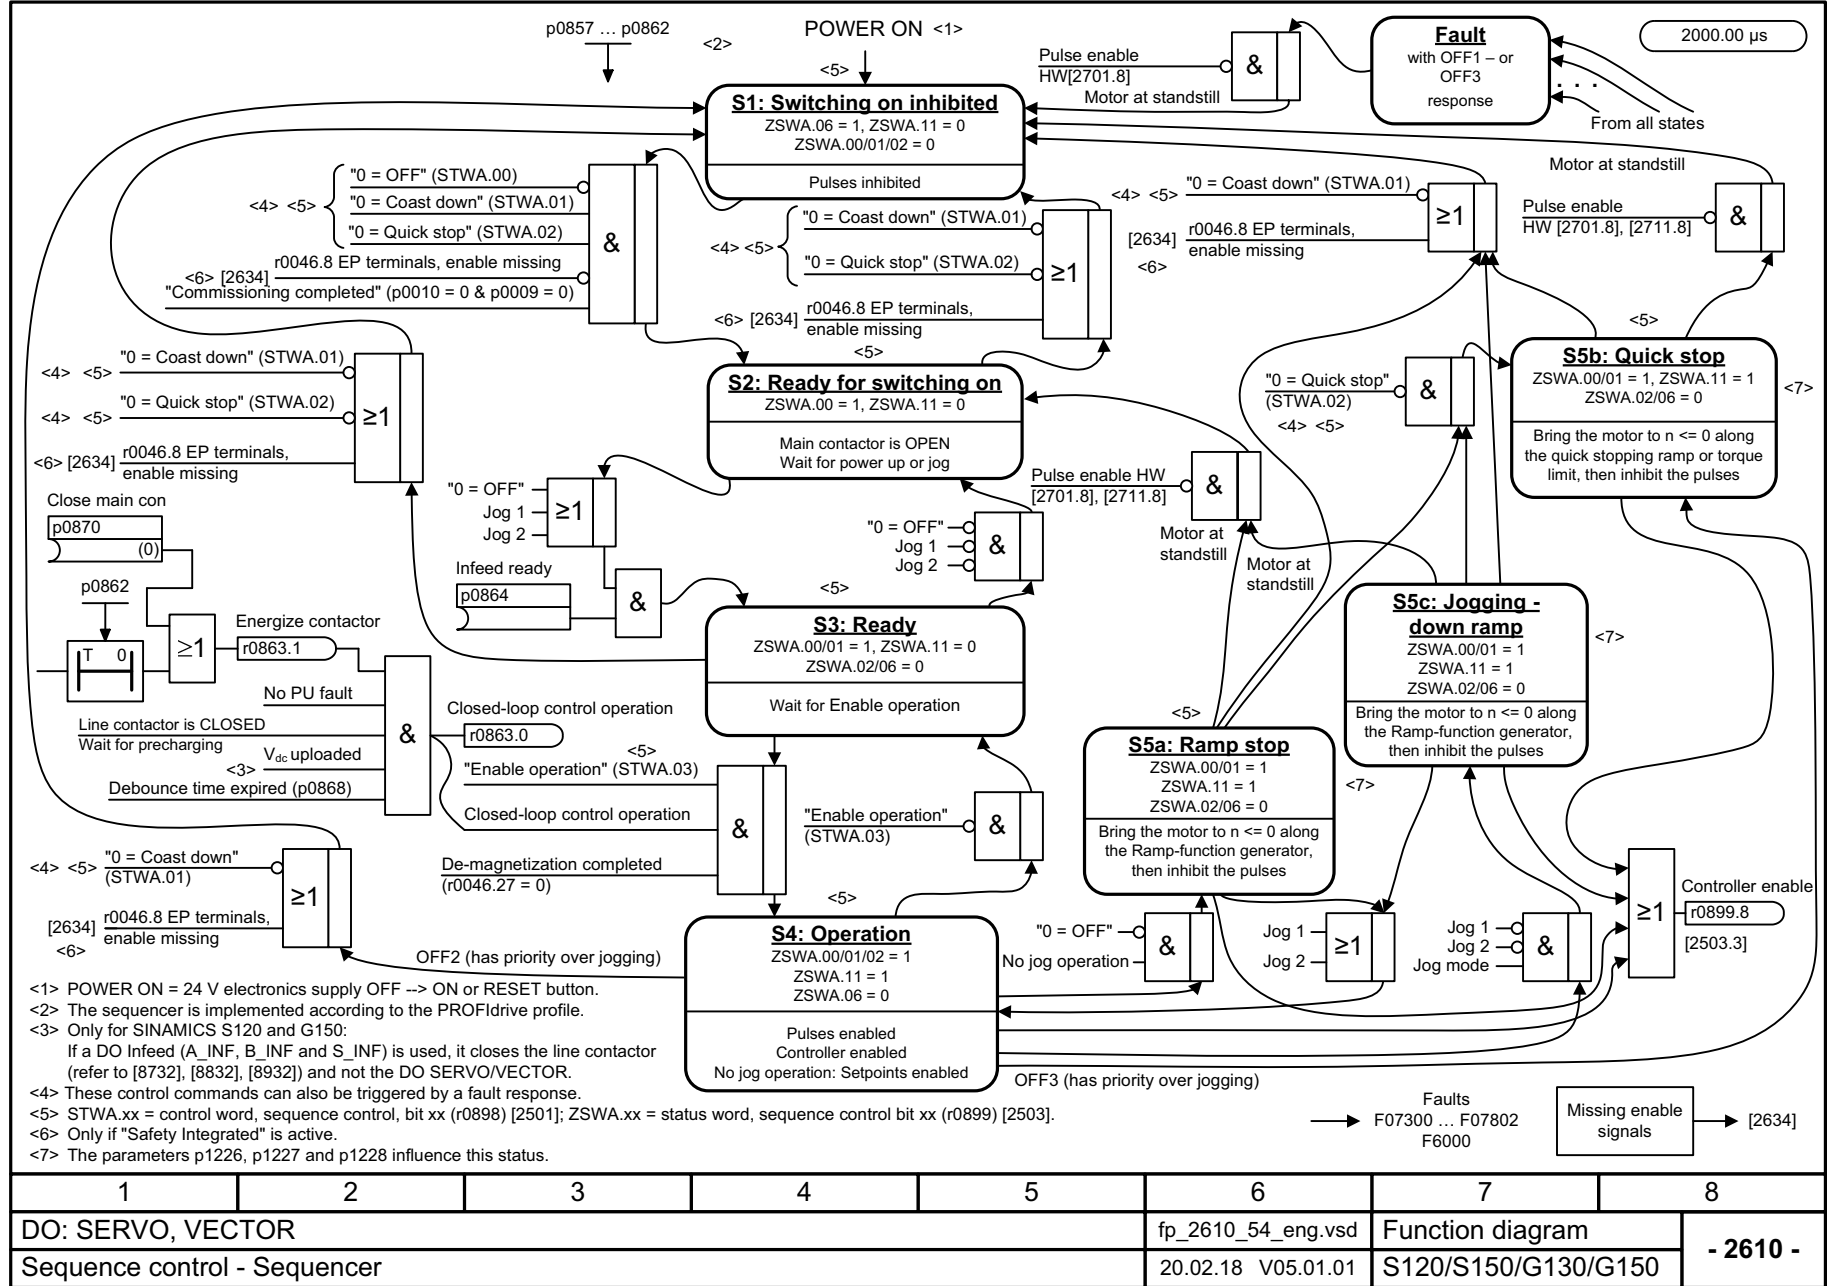 p0857 … p0862
<2>
POWER ON <1>
<5>
S1: Switching on inhibited
ZSWA.06 = 1, ZSWA.11 = 0
ZSWA.00/01/02 = 0
Pulses inhibited
Pulse enable
HW[2701.8]
&
Motor at standstill
Fault
with OFF1 – or
OFF3
response
2000.00 µs
. . .
From all states
<4> <5>
"0 = OFF" (STWA.00)
"0 = Coast down" (STWA.01)
"0 = Quick stop" (STWA.02)
<6> [2634]
r0046.8 EP terminals, enable missing
"Commissioning completed" (p0010 = 0 & p0009 = 0)
&
<4> <5>
"0 = Coast down" (STWA.01)
"0 = Quick stop" (STWA.02)
<6> [2634]
r0046.8 EP terminals,
enable missing
≥1
<4> <5>
"0 = Coast down" (STWA.01)
[2634]
r0046.8 EP terminals,
enable missing
<6>
≥1
Motor at standstill
Pulse enable
HW [2701.8], [2711.8]
&
<4> <5>
"0 = Coast down" (STWA.01)
<4> <5>
"0 = Quick stop" (STWA.02)
<6> [2634]
r0046.8 EP terminals,
enable missing
≥1
<5>
S2: Ready for switching on
ZSWA.00 = 1, ZSWA.11 = 0
Main contactor is OPEN
Wait for power up or jog
"0 = Quick stop"
(STWA.02)
<4> <5>
&
<5>
S5b: Quick stop
ZSWA.00/01 = 1, ZSWA.11 = 1
ZSWA.02/06 = 0
Bring the motor to n <= 0 along
the quick stopping ramp or torque
limit, then inhibit the pulses
<7>
Close main con
p0870
(0)
p0862
T 0
≥1
Energize contactor
r0863.1
"0 = OFF"
Jog 1
Jog 2
≥1
Infeed ready
p0864
&
"0 = OFF"
Jog 1
Jog 2
&
Pulse enable HW
[2701.8], [2711.8]
&
Motor at
standstill
Motor at
standstill
<5>
S3: Ready
ZSWA.00/01 = 1, ZSWA.11 = 0
ZSWA.02/06 = 0
Wait for Enable operation
S5c: Jogging -
down ramp
ZSWA.00/01 = 1
ZSWA.11 = 1
ZSWA.02/06 = 0
Bring the motor to n <= 0 along
the Ramp-function generator,
then inhibit the pulses
<7>
No PU fault
Line contactor is CLOSED
Wait for precharging
Vdc uploaded
<3>
Debounce time expired (p0868)
&
Closed-loop control operation
r0863.0
<5>
"Enable operation" (STWA.03)
Closed-loop control operation
De-magnetization completed
(r0046.27 = 0)
&
"Enable operation"
(STWA.03)
&
<5>
S5a: Ramp stop
ZSWA.00/01 = 1
ZSWA.11 = 1
ZSWA.02/06 = 0
Bring the motor to n <= 0 along
the Ramp-function generator,
then inhibit the pulses
<7>
<4> <5>
"0 = Coast down"
(STWA.01)
[2634]
r0046.8 EP terminals,
enable missing
<6>
≥1
OFF2 (has priority over jogging)
<5>
S4: Operation
ZSWA.00/01/02 = 1
ZSWA.11 = 1
ZSWA.06 = 0
Pulses enabled
Controller enabled
No jog operation: Setpoints enabled
"0 = OFF"
No jog operation
&
Jog 1
Jog 2
≥1
Jog 1
Jog 2
Jog mode
&
≥1
Controller enable
r0899.8
[2503.3]
OFF3 (has priority over jogging)
<1> POWER ON = 24 V electronics supply OFF --> ON or RESET button.
<2> The sequencer is implemented according to the PROFIdrive profile.
<3> Only for SINAMICS S120 and G150:
If a DO Infeed (A_INF, B_INF and S_INF) is used, it closes the line contactor
(refer to [8732], [8832], [8932]) and not the DO SERVO/VECTOR.
<4> These control commands can also be triggered by a fault response.
<5> STWA.xx = control word, sequence control, bit xx (r0898) [2501]; ZSWA.xx = status word, sequence control bit xx (r0899) [2503].
<6> Only if "Safety Integrated" is active.
<7> The parameters p1226, p1227 and p1228 influence this status.
Faults
F07300 … F07802
F6000
Missing enable
signals
[2634]
1 2 3 4 5 6 7 8
DO: SERVO, VECTOR
fp_2610_54_eng.vsd
Function diagram
- 2610 -
Sequence control - Sequencer
20.02.18 V05.01.01
S120/S150/G130/G150